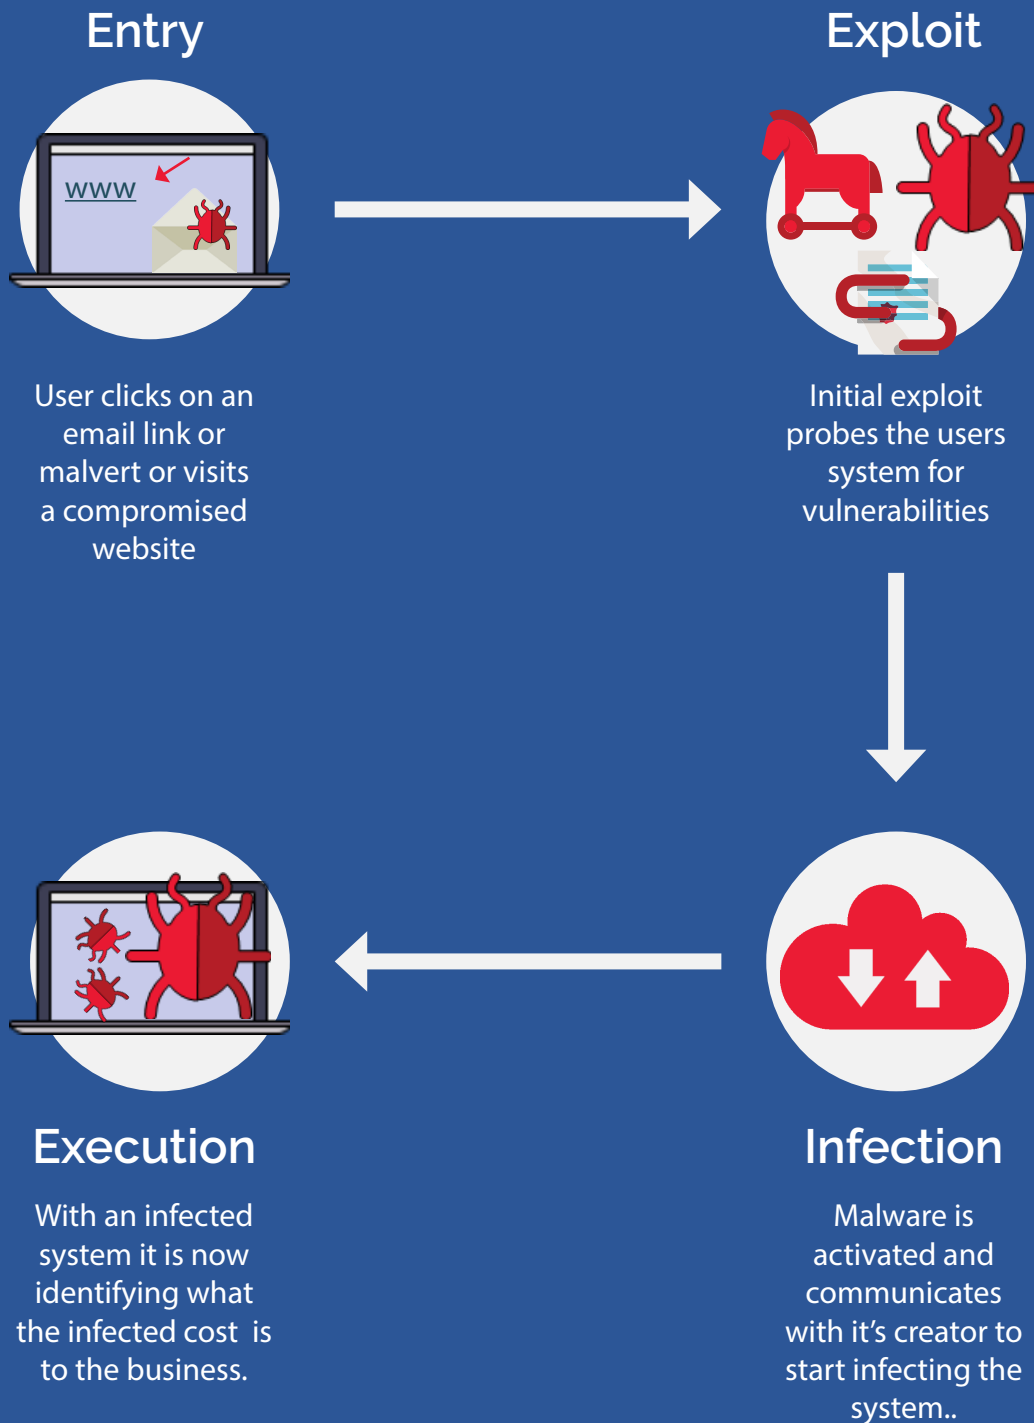 Entry
www
User clicks on an
email link or
malvert or visits
a compromised
website
Exploit
Initial exploit
probes the users
system for
vulnerabilities
Infection
Malware is
activated and
communicates
with it's creator to
start infecting the
system..
Execution
With an infected
system it is now
identifying what
the infected cost is
to the business.